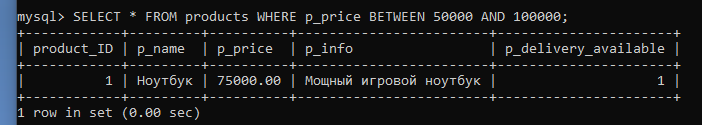 mysql> SELECT * FROM products WHERE p_price BETWEEN 50000 AND 100000;
+------------+---------+----------+------------------------+----------------------+
| product_ID | p_name  | p_price  | p_info                 | p_delivery_available |
+------------+---------+----------+------------------------+----------------------+
|          1 | Ноутбук | 75000.00 | Мощный игровой ноутбук |                    1 |
+------------+---------+----------+------------------------+----------------------+
1 row in set (0.00 sec)